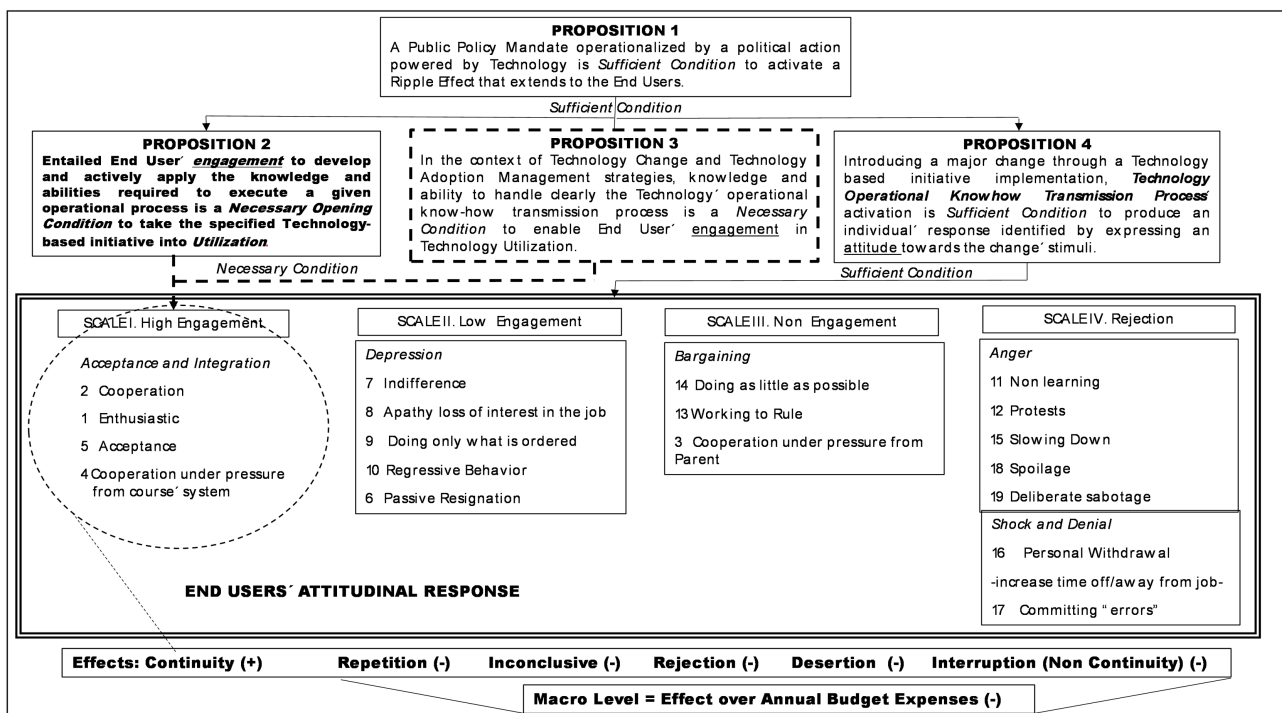 PROPOSITION 1
A Public Policy Mandate operationalized by a political action
powered by Technology is Sufficient Condition to activate a
Ripple Effect that extends to the End Users.
Sufficient Condition
PROPOSITION 2
Entailed End User´ engagement to develop
and actively apply the knowledge and
abilities required to execute a given
operational process is a Necessary Opening
Condition to take the specified Technology-
based initiative into Utilization.
PROPOSITION 3
In the context of Technology Change and Technology
Adoption Management strategies, knowledge and
ability to handle clearly the Technology´ operational
know-how transmission process is a Necessary
Condition to enable End User´ engagement in
Technology Utilization.
PROPOSITION 4
Introducing a major change through a Technology
based initiative implementation, Technology
Operational Knowhow Transmission Process´
activation is Sufficient Condition to produce an
individual´ response identified by expressing an
attitude towards the change´ stimuli.
Necessary Condition
Sufficient Condition
SCALE I. High Engagement
Acceptance and Integration
2 Cooperation
1 Enthusiastic
5 Acceptance
4 Cooperation under pressure
from course´ system
SCALE II. Low Engagement
Depression
7 Indifference
8 Apathy loss of interest in the job
9 Doing only what is ordered
10 Regressive Behavior
6 Passive Resignation
SCALE III. Non Engagement
Bargaining
14 Doing as little as possible
13 Working to Rule
3 Cooperation under pressure from
Parent
SCALE IV. Rejection
Anger
11 Non learning
12 Protests
15 Slowing Down
18 Spoilage
19 Deliberate sabotage
Shock and Denial
16 Personal Withdrawal
-increase time off/away from job-
17 Committing " errors"
END USERS´ ATTITUDINAL RESPONSE
Effects: Continuity (+) Repetition (-) Inconclusive (-) Rejection (-) Desertion (-) Interruption (Non Continuity) (-)
Macro Level = Effect over Annual Budget Expenses (-)